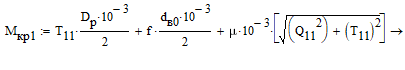 Mкр1 := T11·(Dр·10^-3)/2 + f·(dв0·10^-3)/2 + μ·10^-3·[√((Q11^2) + (T11)^2)] →